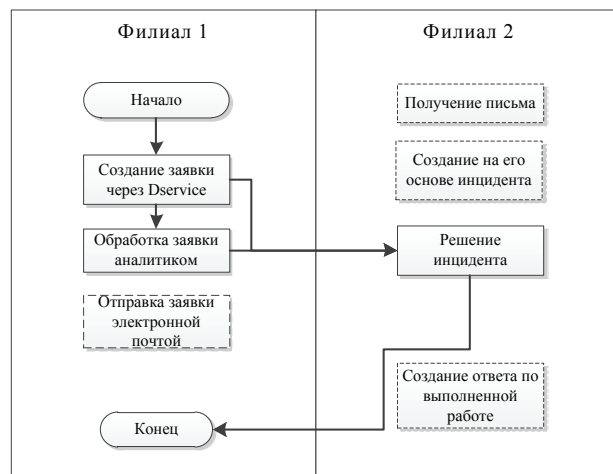 Филиал 1
Филиал 2
Начало
Получение письма
Создание заявки
через Dservice
Создание на его
основе инцидента
Обработка заявки
аналитиком
Решение
инцидента
Отправка заявки
электронной
почтой
Создание ответа по
выполненной
работе
Конец